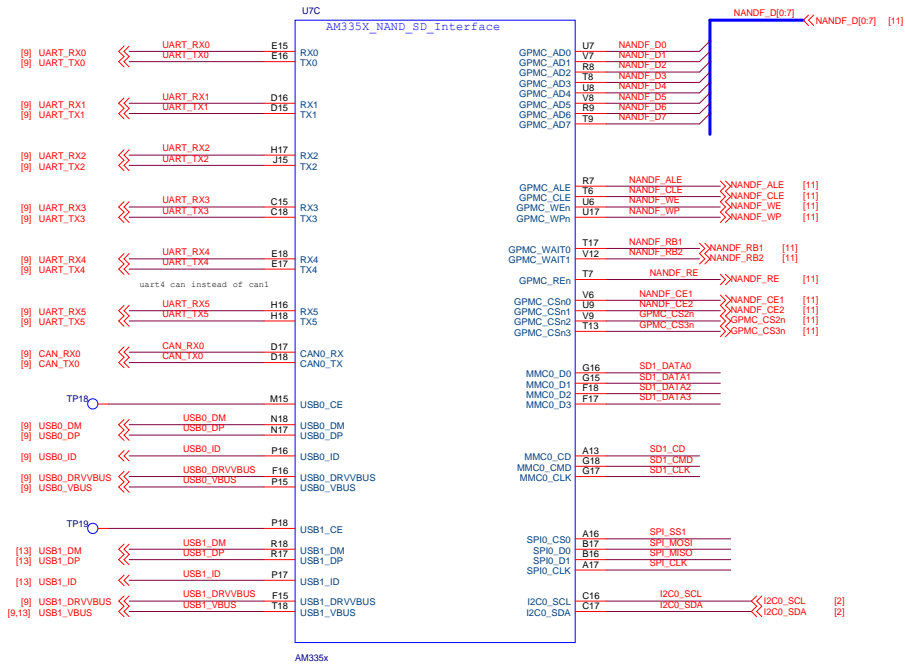 U7C
AM335X_NAND_SD_Interface
NANDF_D[0:7]
NANDF_D[0:7] [11]
[9] UART_RX0 UART_RX0 E15 RX0
[9] UART_TX0 UART_TX0 E16 TX0
GPMC_AD0 U7 NANDF_D0
GPMC_AD1 V7 NANDF_D1
GPMC_AD2 R8 NANDF_D2
GPMC_AD3 T8 NANDF_D3
GPMC_AD4 U8 NANDF_D4
GPMC_AD5 V8 NANDF_D5
GPMC_AD6 R9 NANDF_D6
GPMC_AD7 T9 NANDF_D7
[9] UART_RX1 UART_RX1 D16 RX1
[9] UART_TX1 UART_TX1 D15 TX1
[9] UART_RX2 UART_RX2 H17 RX2
[9] UART_TX2 UART_TX2 J15 TX2
GPMC_ALE R7 NANDF_ALE NANDF_ALE [11]
GPMC_CLE T6 NANDF_CLE NANDF_CLE [11]
GPMC_WEn U6 NANDF_WE NANDF_WE [11]
GPMC_WPn U17 NANDF_WP NANDF_WP [11]
[9] UART_RX3 UART_RX3 C15 RX3
[9] UART_TX3 UART_TX3 C18 TX3
GPMC_WAIT0 T17 NANDF_RB1 NANDF_RB1 [11]
GPMC_WAIT1 V12 NANDF_RB2 NANDF_RB2 [11]
[9] UART_RX4 UART_RX4 E18 RX4
[9] UART_TX4 UART_TX4 E17 TX4
GPMC_REn T7 NANDF_RE NANDF_RE [11]
uart4 can instead of can1
GPMC_CSn0 V6 NANDF_CE1 NANDF_CE1 [11]
GPMC_CSn1 U9 NANDF_CE2 NANDF_CE2 [11]
GPMC_CSn2 V9 GPMC_CS2n GPMC_CS2n [11]
GPMC_CSn3 T13 GPMC_CS3n GPMC_CS3n [11]
[9] UART_RX5 UART_RX5 H16 RX5
[9] UART_TX5 UART_TX5 H18 TX5
[9] CAN_RX0 CAN_RX0 D17 CAN0_RX
[9] CAN_TX0 CAN_TX0 D18 CAN0_TX
MMC0_D0 G16 SD1_DATA0
MMC0_D1 G15 SD1_DATA1
MMC0_D2 F18 SD1_DATA2
MMC0_D3 F17 SD1_DATA3
TP18 M15 USB0_CE
[9] USB0_DM USB0_DM N18 USB0_DM
[9] USB0_DP USB0_DP N17 USB0_DP
[9] USB0_ID USB0_ID P16 USB0_ID
MMC0_CD A13 SD1_CD
MMC0_CMD G18 SD1_CMD
MMC0_CLK G17 SD1_CLK
[9] USB0_DRVVBUS USB0_DRVVBUS F16 USB0_DRVVBUS
[9] USB0_VBUS USB0_VBUS P15 USB0_VBUS
TP19 P18 USB1_CE
SPI0_CS0 A16 SPI_SS1
SPI0_D0 B17 SPI_MOSI
SPI0_D1 B16 SPI_MISO
SPI0_CLK A17 SPI_CLK
[13] USB1_DM USB1_DM R18 USB1_DM
[13] USB1_DP USB1_DP R17 USB1_DP
[13] USB1_ID USB1_ID P17 USB1_ID
[9] USB1_DRVVBUS USB1_DRVVBUS F15 USB1_DRVVBUS
[9,13] USB1_VBUS USB1_VBUS T18 USB1_VBUS
I2C0_SCL C16 I2C0_SCL I2C0_SCL [2]
I2C0_SDA C17 I2C0_SDA I2C0_SDA [2]
AM335x